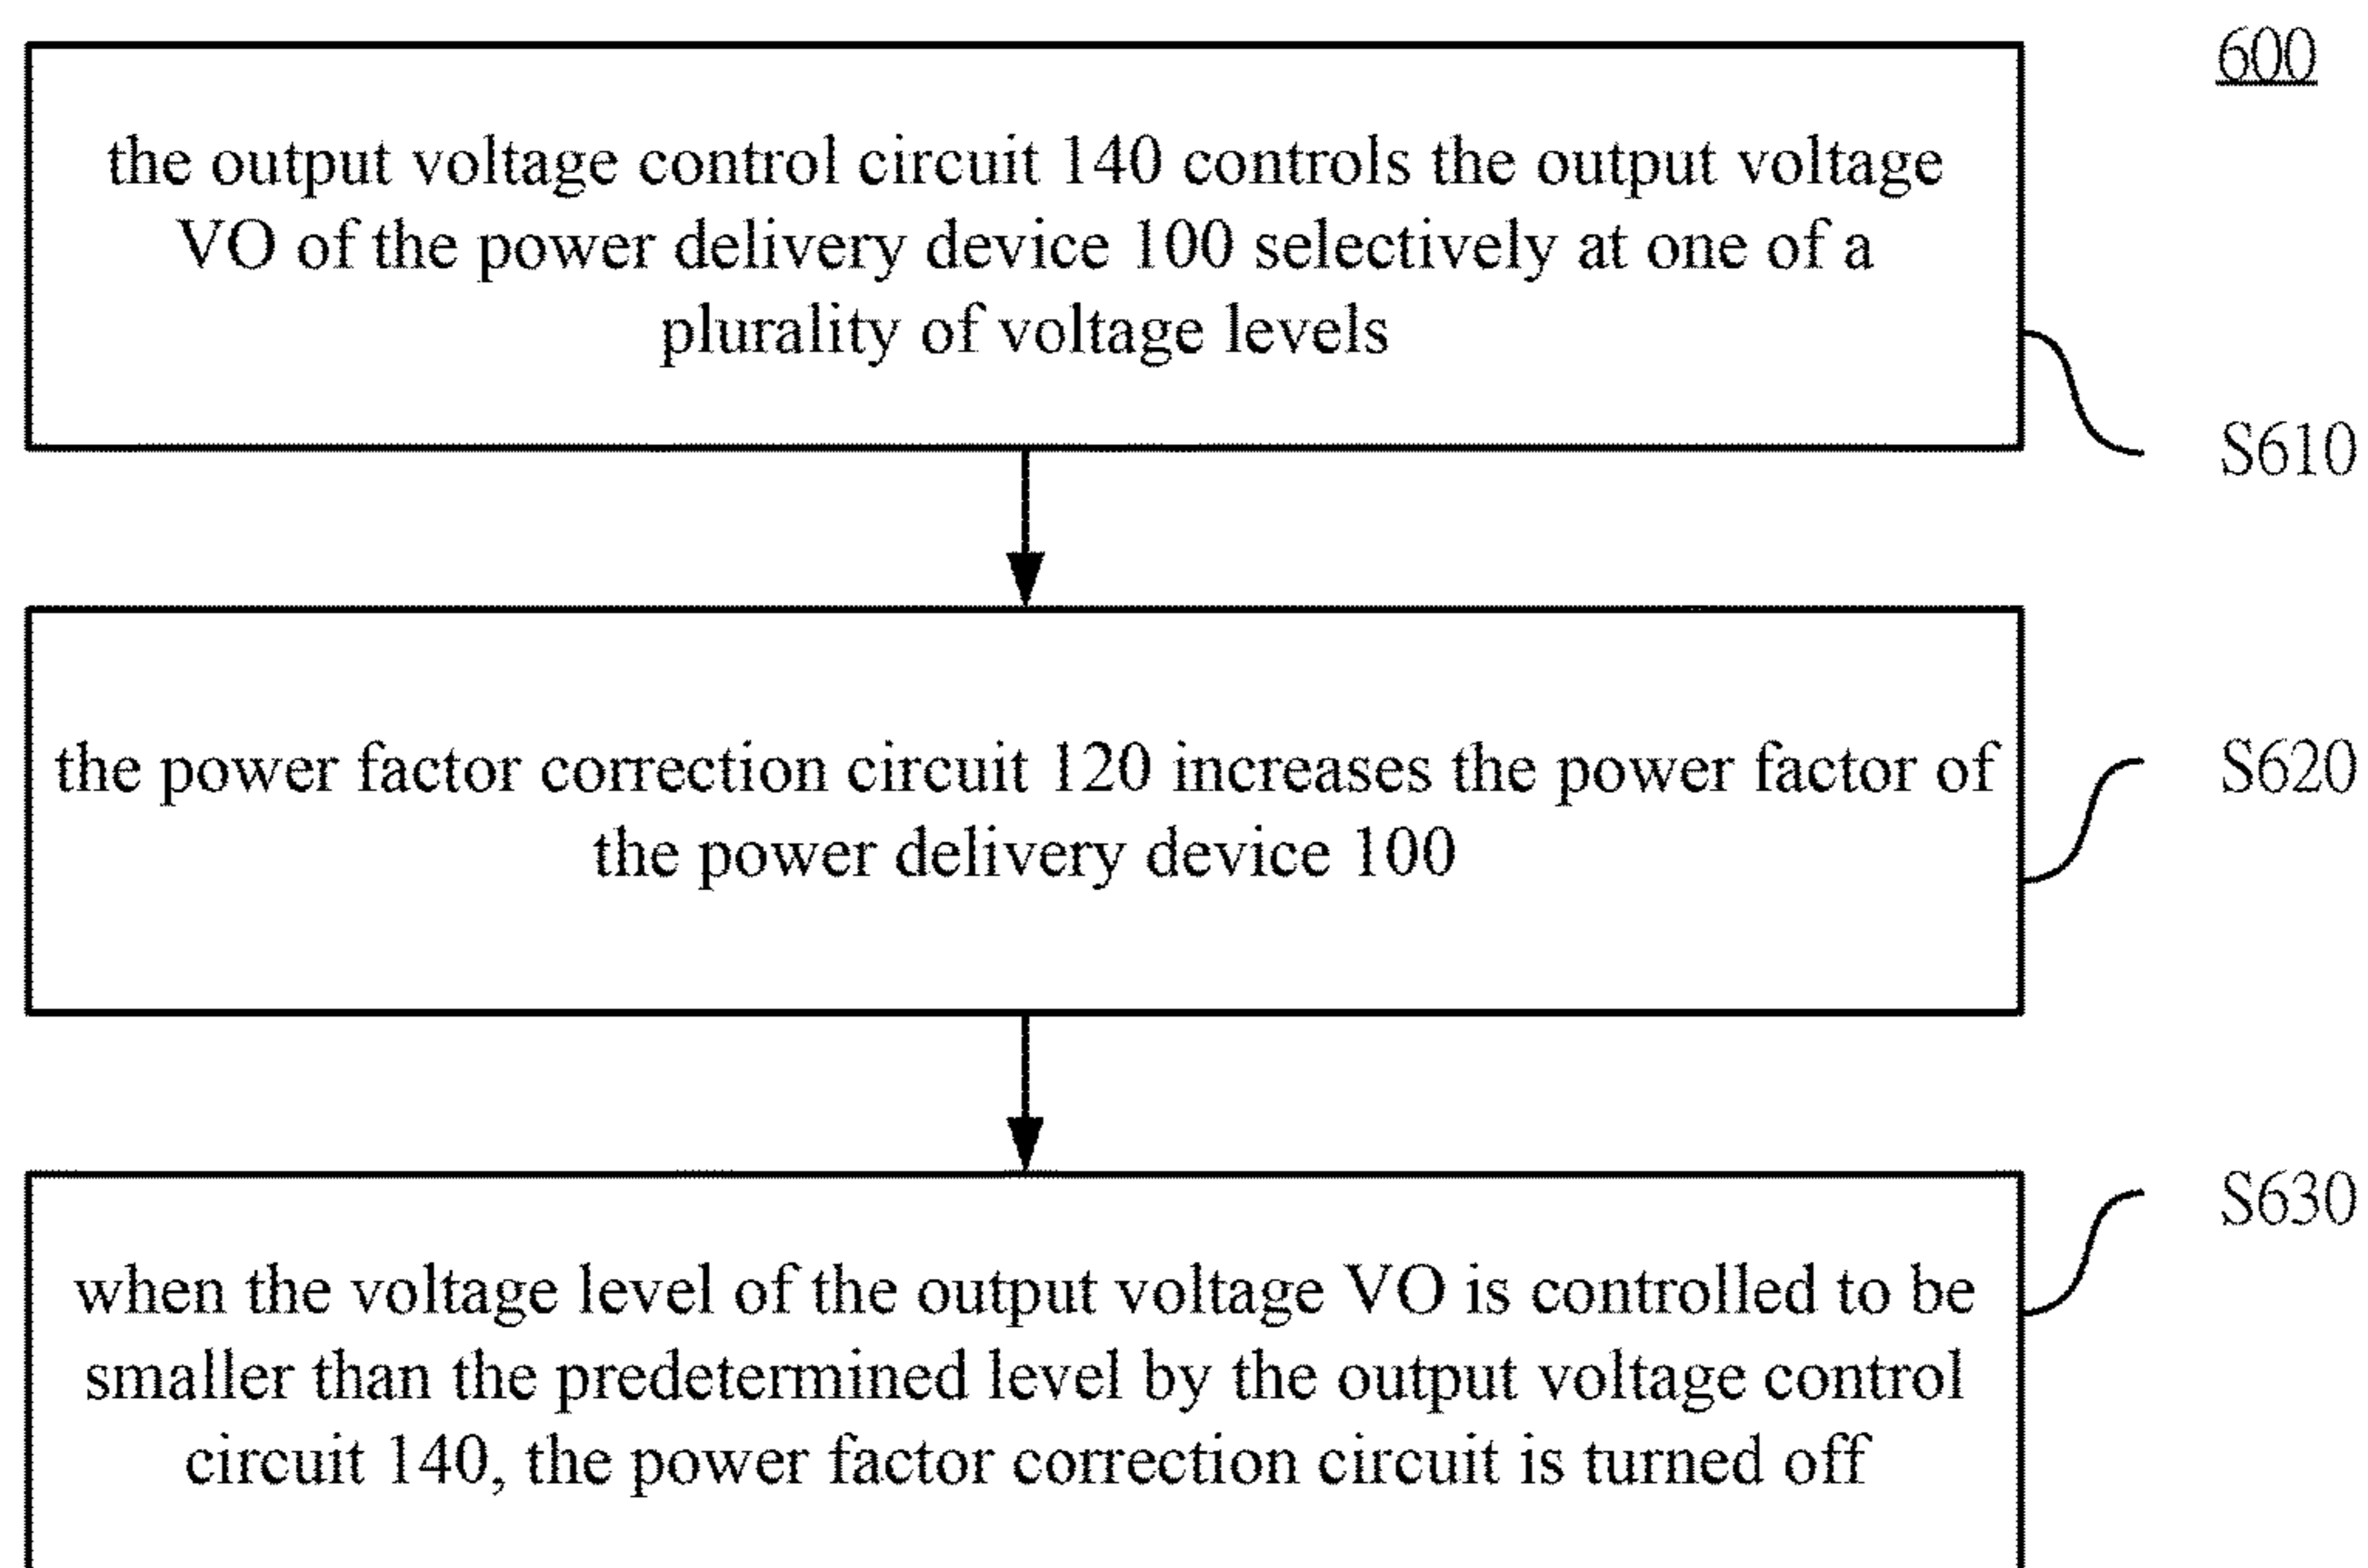 600
the output voltage control circuit 140 controls the output voltage
VO of the power delivery device 100 selectively at one of a
plurality of voltage levels
S610
the power factor correction circuit 120 increases the power factor of
the power delivery device 100
S620
S630
when the voltage level of the output voltage VO is controlled to be
smaller than the predetermined level by the output voltage control
circuit 140, the power factor correction circuit is turned off